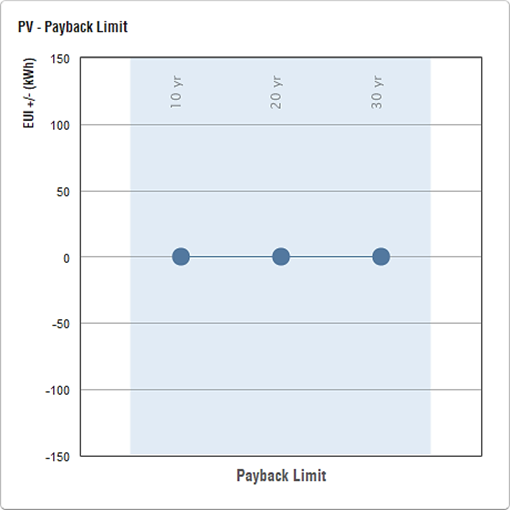 PV - Payback Limit
EUI +/- (kWh)
150
100
50
0
-50
-100
-150
10 yr
20 yr
30 yr
Payback Limit